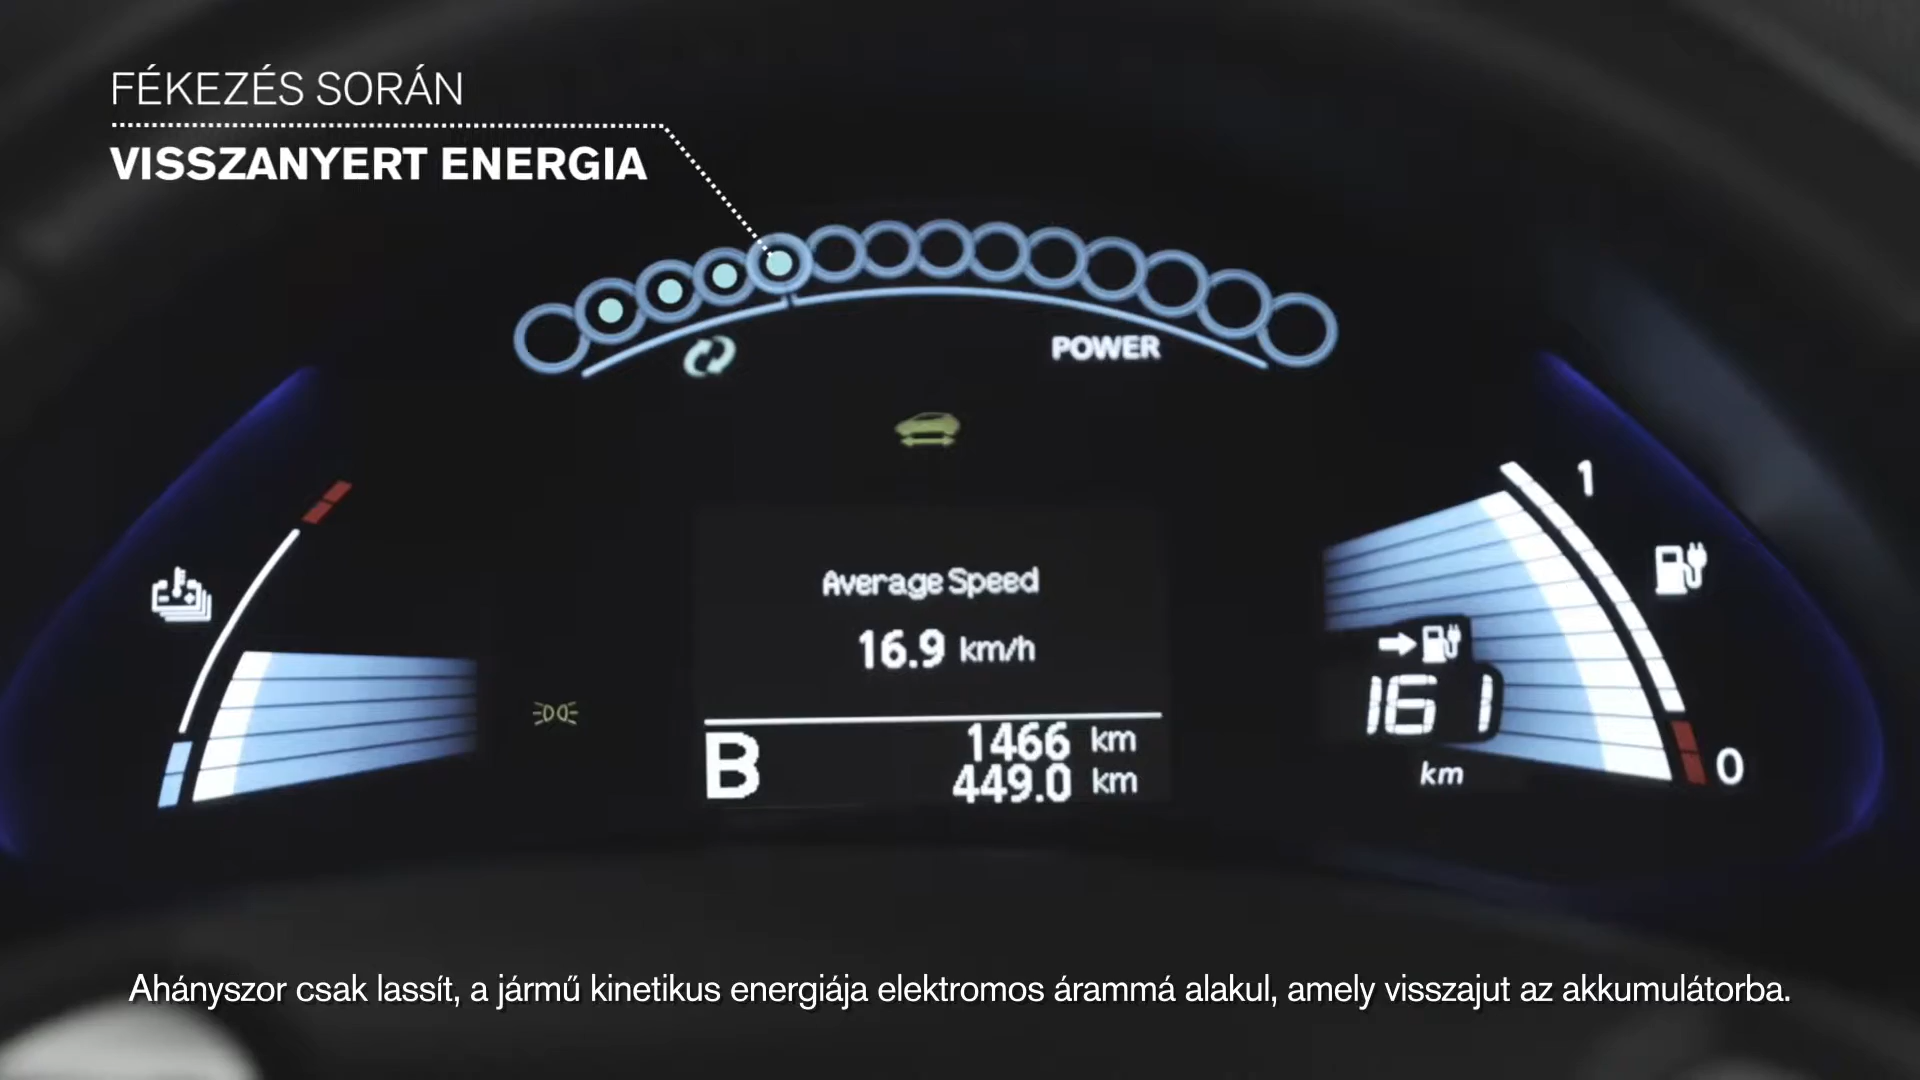 FÉKEZÉS SORÁN
VISSZANYERT ENERGIA
POWER
Average Speed
16.9 km/h
B
1466 km
449.0 km
1
161
km
0
Ahányszor csak lassít, a jármű kinetikus energiája elektromos árammá alakul, amely visszajut az akkumulátorba.